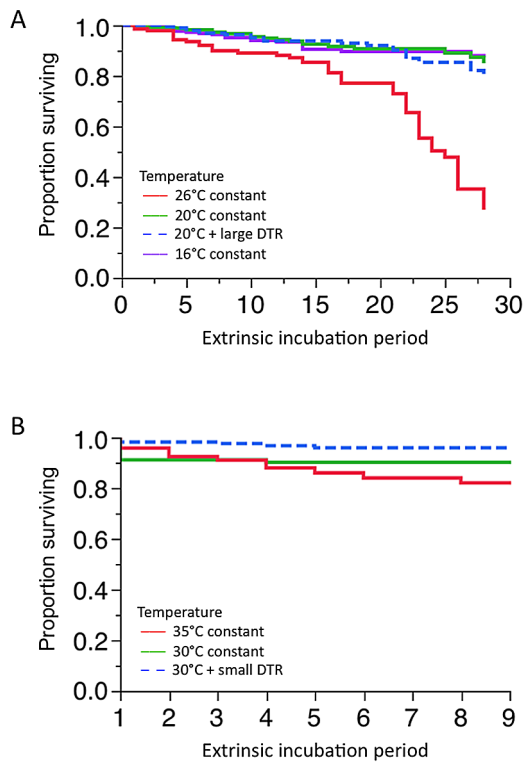 A
1.0
0.8
0.6
0.4
0.2
0.0
Proportion surviving
Temperature
26°C constant
20°C constant
20°C + large DTR
16°C constant
0 5 10 15 20 25 30
Extrinsic incubation period
B
1.0
0.8
0.6
0.4
0.2
0.0
Proportion surviving
Temperature
35°C constant
30°C constant
30°C + small DTR
1 2 3 4 5 6 7 8 9
Extrinsic incubation period